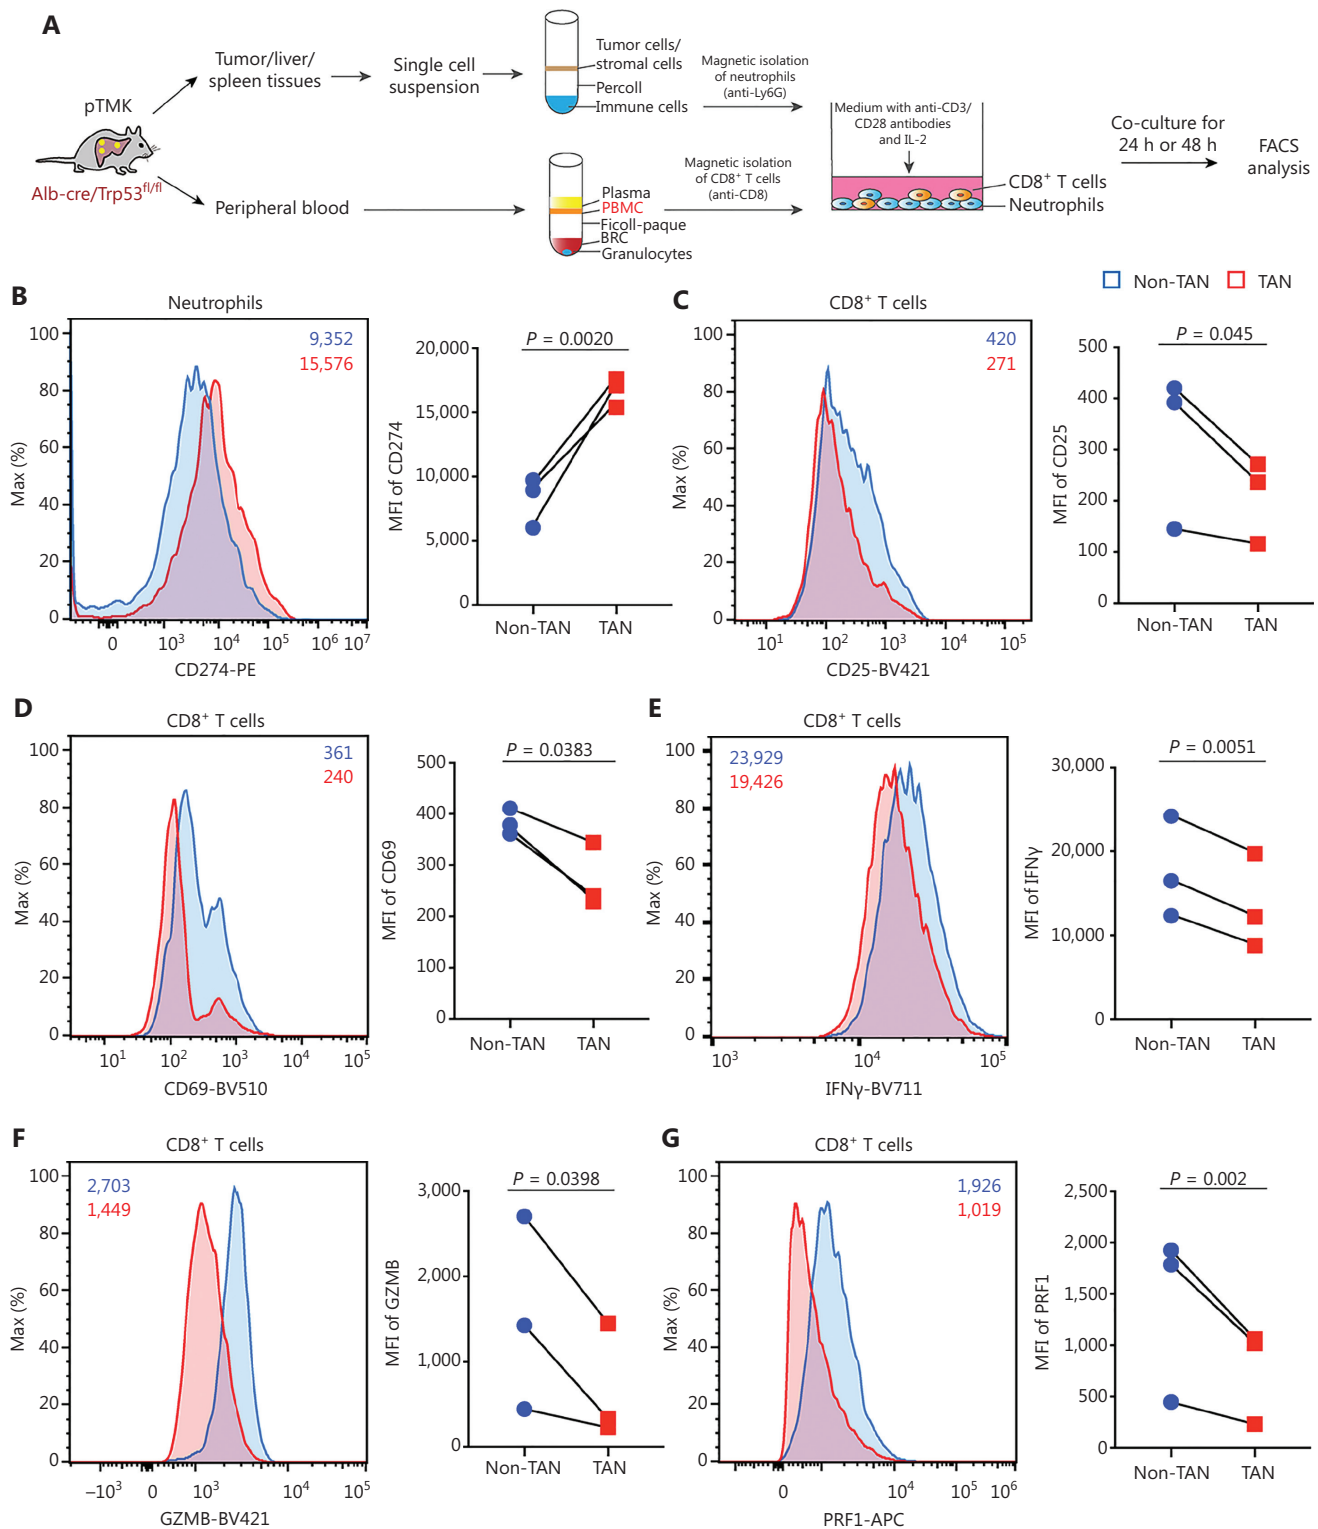 A
pTMK
Alb-cre/Trp53fl/fl
Tumor/liver/
spleen tissues
Single cell
suspension
Tumor cells/
stromal cells
Percoll
Immune cells
Magnetic isolation
of neutrophils
(anti-Ly6G)
Peripheral blood
Plasma
PBMC
Ficoll-paque
BRC
Granulocytes
Magnetic isolation
of CD8+ T cells
(anti-CD8)
Medium with anti-CD3/
CD28 antibodies
and IL-2
CD8+ T cells
Neutrophils
Co-culture for
24 h or 48 h
FACS
analysis
Non-TAN TAN
B
Neutrophils
9,352
15,576
Max (%)
100
80
60
40
20
0
0 10³ 10⁴ 10⁵ 10⁶ 10⁷
CD274-PE
P = 0.0020
MFI of CD274
20,000
15,000
10,000
5,000
0
Non-TAN TAN
C
CD8+ T cells
420
271
Max (%)
100
80
60
40
20
0
10¹ 10² 10³ 10⁴ 10⁵
CD25-BV421
P = 0.045
MFI of CD25
500
400
300
200
100
0
Non-TAN TAN
D
CD8+ T cells
361
240
Max (%)
100
80
60
40
20
0
10¹ 10² 10³ 10⁴ 10⁵
CD69-BV510
P = 0.0383
MFI of CD69
500
400
300
200
100
0
Non-TAN TAN
E
CD8+ T cells
23,929
19,426
Max (%)
100
80
60
40
20
0
10³ 10⁴ 10⁵
IFNγ-BV711
P = 0.0051
MFI of IFNγ
30,000
20,000
10,000
0
Non-TAN TAN
F
CD8+ T cells
2,703
1,449
Max (%)
100
80
60
40
20
0
−10³ 0 10³ 10⁴ 10⁵
GZMB-BV421
P = 0.0398
MFI of GZMB
3,000
2,000
1,000
0
Non-TAN TAN
G
CD8+ T cells
1,926
1,019
Max (%)
100
80
60
40
20
0
0 10⁴ 10⁵ 10⁶
PRF1-APC
P = 0.002
MFI of PRF1
2,500
2,000
1,500
1,000
500
0
Non-TAN TAN